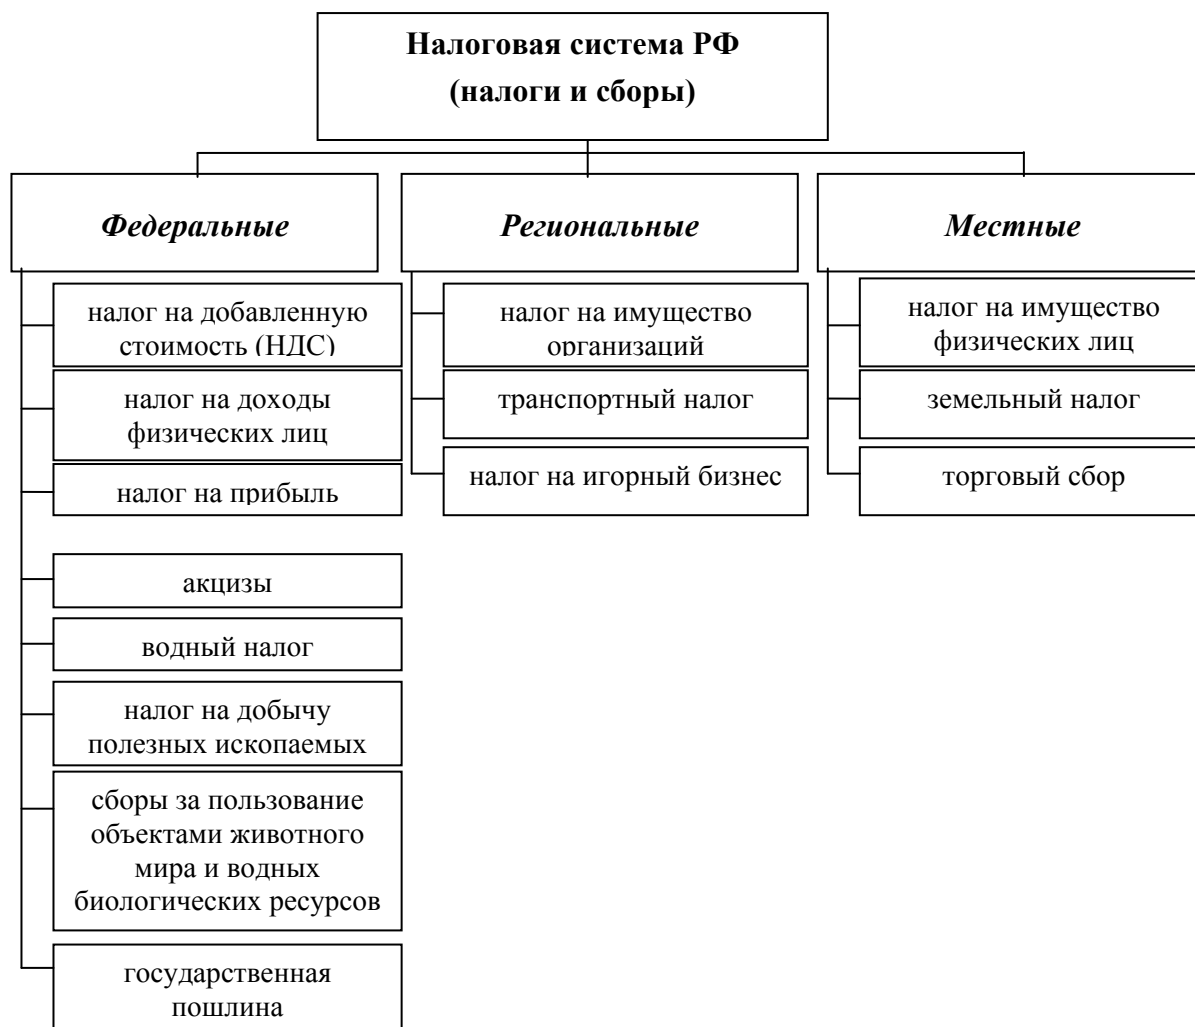 Налоговая система РФ
(налоги и сборы)
Федеральные
Региональные
Местные
налог на добавленную
стоимость (НДС)
налог на доходы
физических лиц
налог на прибыль
акцизы
водный налог
налог на добычу
полезных ископаемых
сборы за пользование
объектами животного
мира и водных
биологических ресурсов
государственная
пошлина
налог на имущество
организаций
транспортный налог
налог на игорный бизнес
налог на имущество
физических лиц
земельный налог
торговый сбор